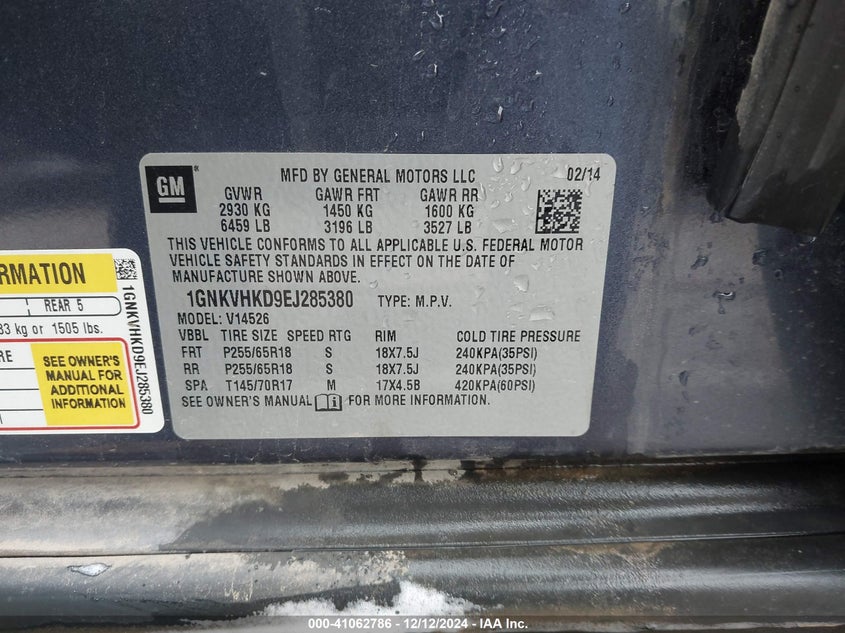 GM
MFD BY GENERAL MOTORS LLC 02/14
GVWR GAWR FRT GAWR RR
2930 KG 1450 KG 1600 KG
6459 LB 3196 LB 3527 LB
THIS VEHICLE CONFORMS TO ALL APPLICABLE U.S. FEDERAL MOTOR
VEHICLE SAFETY STANDARDS IN EFFECT ON THE DATE OF
MANUFACTURE SHOWN ABOVE.
1GNKVHKD9EJ285380 TYPE: M.P.V.
MODEL: V14526
VBBL TIRE SIZE SPEED RTG RIM COLD TIRE PRESSURE
FRT P255/65R18 S 18X7.5J 240KPA(35PSI)
RR P255/65R18 S 18X7.5J 240KPA(35PSI)
SPA T145/70R17 M 17X4.5B 420KPA(60PSI)
SEE OWNER'S MANUAL i FOR MORE INFORMATION.
REAR 5
kg or 1505 lbs.
SEE OWNER'S
MANUAL FOR
ADDITIONAL
INFORMATION
1GNKVHKD9EJ285380
000-41062786 - 12/12/2024 - IAA Inc.